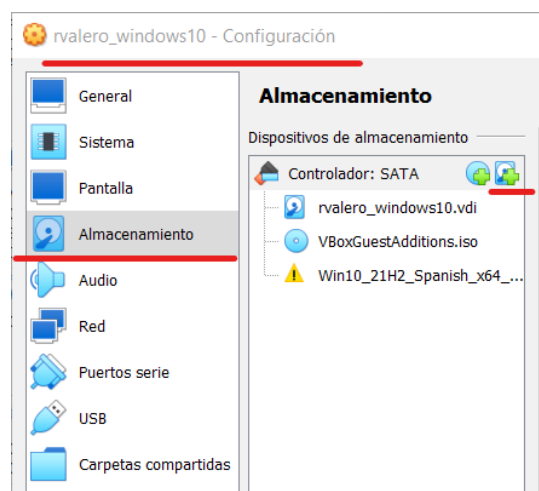 rvalero_windows10 - Configuración
General
Sistema
Pantalla
Almacenamiento
Audio
Red
Puertos serie
USB
Carpetas compartidas
Almacenamiento
Dispositivos de almacenamiento
Controlador: SATA
rvalero_windows10.vdi
VBoxGuestAdditions.iso
Win10_21H2_Spanish_x64_...